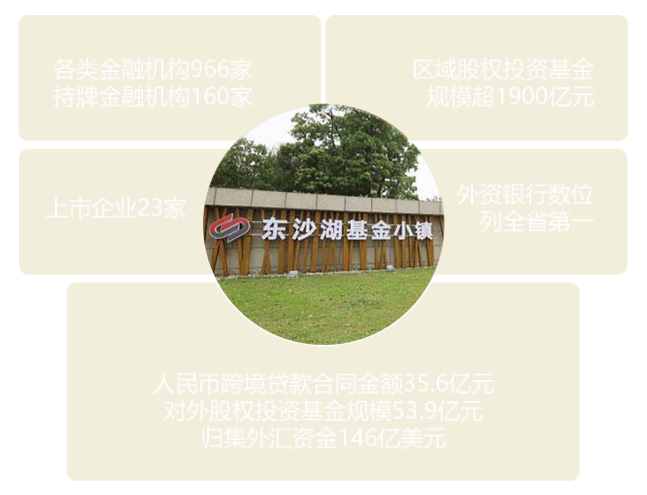 各类金融机构966家
持牌金融机构160家
区域股权投资基金
规模超1900亿元
上市企业23家
外资银行数位
列全省第一
东沙湖基金小镇
人民币跨境贷款合同金额35.6亿元
对外股权投资基金规模53.9亿元
归集外汇资金146亿美元